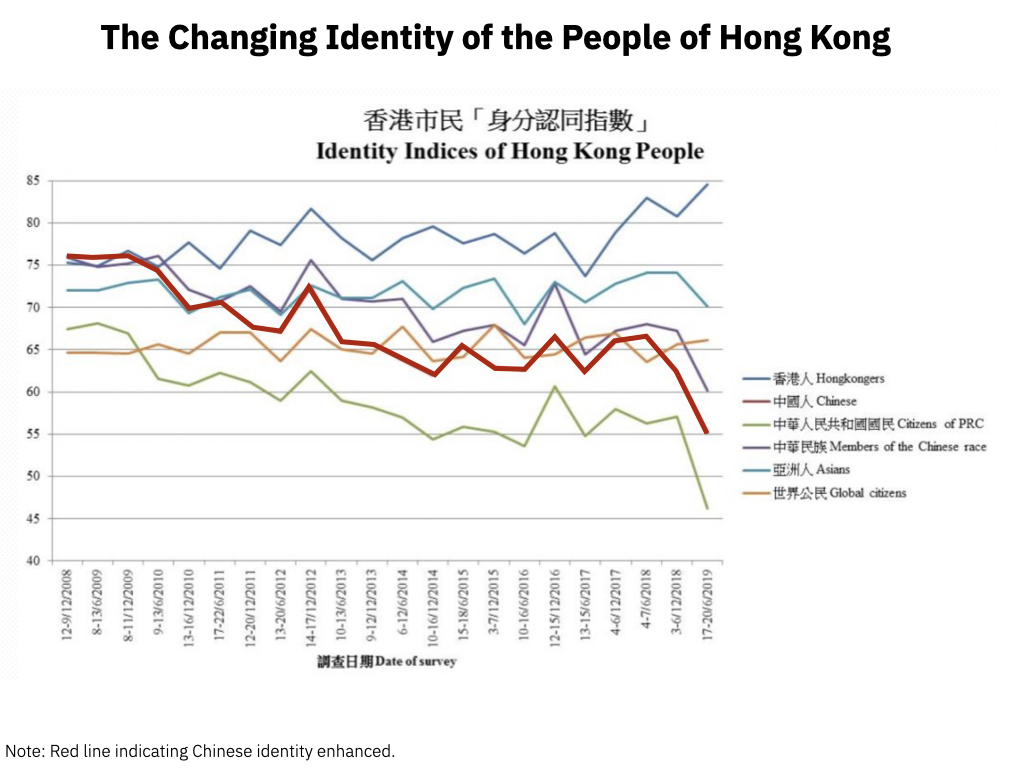 The Changing Identity of the People of Hong Kong
香港市民「身分認同指數」
Identity Indices of Hong Kong People
85
80
75
70
65
60
55
50
45
40
12-9/12/2008
8-13/6/2009
8-11/12/2009
9-13/6/2010
13-16/12/2010
17-22/6/2011
12-20/12/2011
13-20/6/2012
14-17/12/2012
10-13/6/2013
9-12/12/2013
6-12/6/2014
10-16/12/2014
15-18/6/2015
3-7/12/2015
10-16/6/2016
12-15/12/2016
13-15/6/2017
4-6/12/2017
4-7/6/2018
3-6/12/2018
17-20/6/2019
調查日期Date of survey
香港人 Hongkongers
中國人 Chinese
中華人民共和國國民 Citizens of PRC
中華民族 Members of the Chinese race
亞洲人 Asians
世界公民 Global citizens
Note: Red line indicating Chinese identity enhanced.